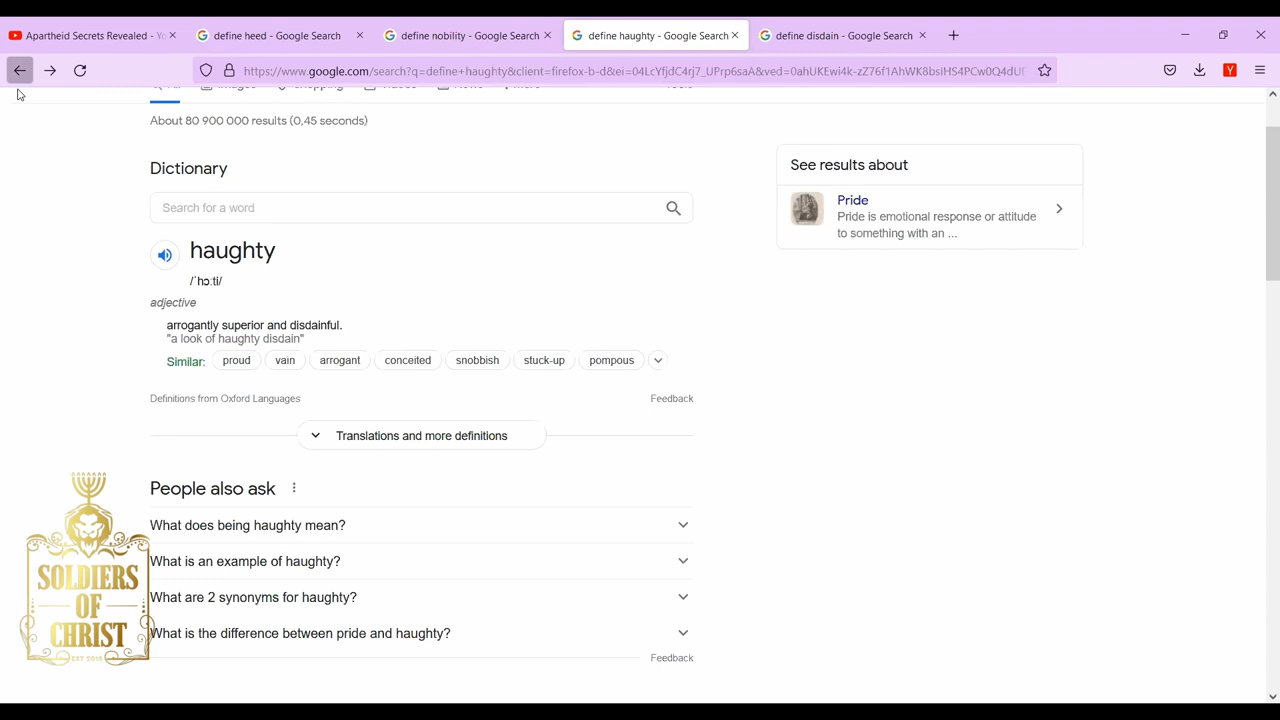 Apartheid Secrets Revealed - Yo
define heed - Google Search
define nobility - Google Search
define haughty - Google Search
define disdain - Google Search
https://www.google.com/search?q=define+haughty&client=firefox-b-d&ei=04LcYfjdC4rj7_UPrp6saA&ved=0ahUKEwi4k-zZ76f1AhWK8bsIHS4PCw0Q4dUI
Y
About 80 900 000 results (0,45 seconds)
Dictionary
Search for a word
haughty
/ˈhɔːti/
adjective
arrogantly superior and disdainful.
"a look of haughty disdain"
Similar: proud vain arrogant conceited snobbish stuck-up pompous
Definitions from Oxford Languages Feedback
Translations and more definitions
See results about
Pride
Pride is emotional response or attitude
to something with an ...
People also ask
What does being haughty mean?
What is an example of haughty?
What are 2 synonyms for haughty?
What is the difference between pride and haughty?
Feedback
SOLDIERS
OF
CHRIST
EST 2015